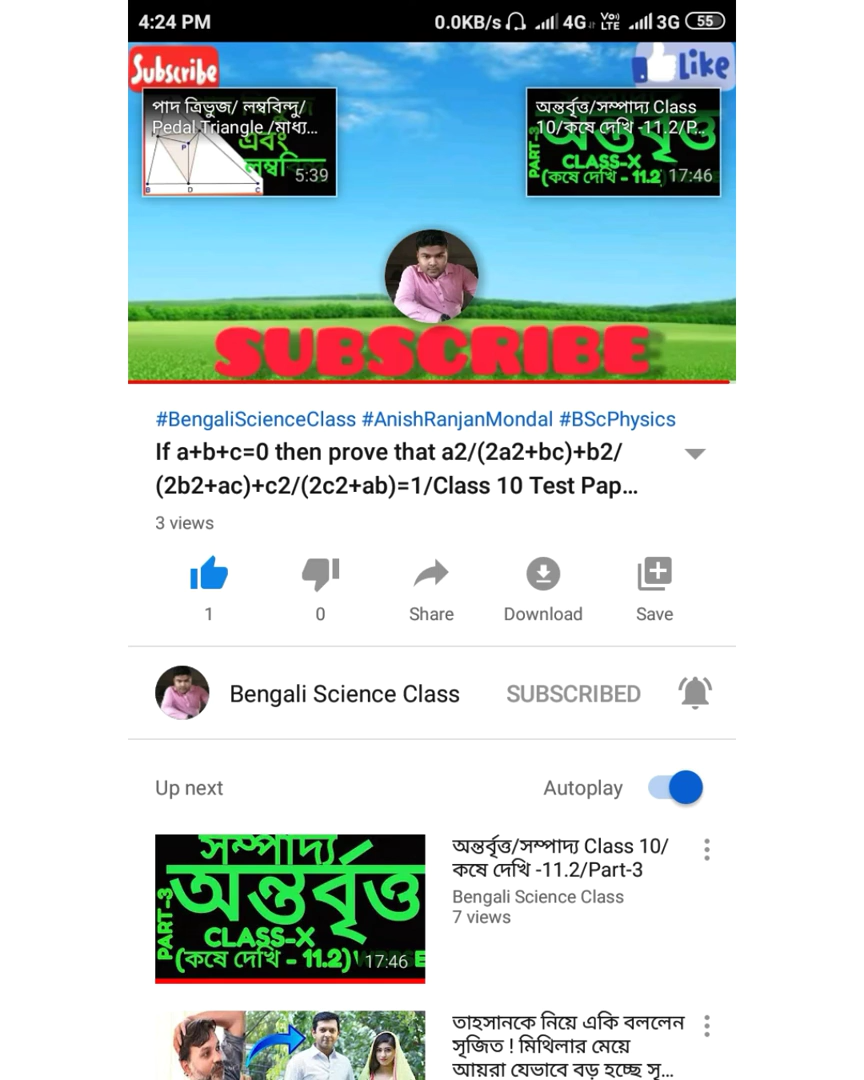 4:24 PM 0.0KB/s 4G VoLTE 3G 55
Subscribe
Like
পাদ ত্রিভুজ/ লম্ববিন্দু/
Pedal Triangle /মাধ্য...
এবং
5:39
P
B D C
অন্তর্বৃত্ত/সম্পাদ্য Class
10/কষে দেখি -11.2/P...
অন্তর্বৃত্ত
PART-3
CLASS-X
(কষে দেখি - 11.2) 17:46
SUBSCRIBE
#BengaliScienceClass #AnishRanjanMondal #BScPhysics
If a+b+c=0 then prove that a2/(2a2+bc)+b2/
(2b2+ac)+c2/(2c2+ab)=1/Class 10 Test Pap...
3 views
1 0 Share Download Save
Bengali Science Class SUBSCRIBED
Up next Autoplay
সম্পাদ্য
অন্তর্বৃত্ত
PART-3
CLASS-X
(কষে দেখি - 11.2) 17:46
অন্তর্বৃত্ত/সম্পাদ্য Class 10/
কষে দেখি -11.2/Part-3
Bengali Science Class
7 views
তাহসানকে নিয়ে একি বললেন
সৃজিত ! মিথিলার মেয়ে
আয়রা যেভাবে বড় হচ্ছে সৃ...